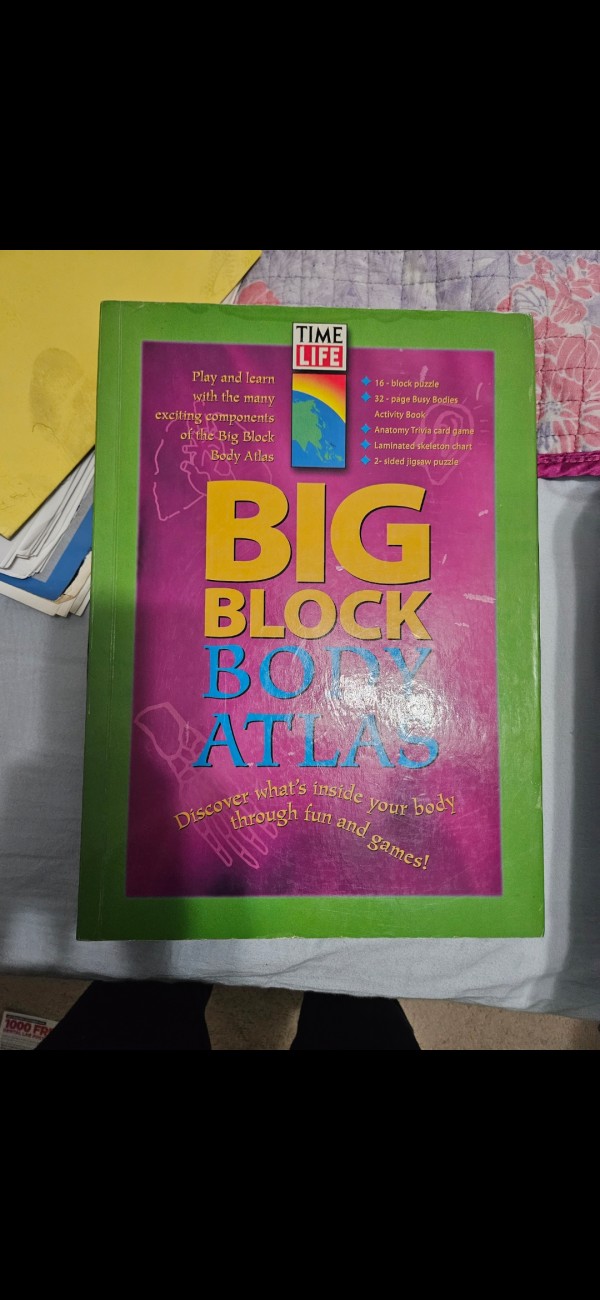 TIME
LIFE
Play and learn
with the many
exciting components
of the Big Block
Body Atlas
16 - block puzzle
32 - page Busy Bodies
Activity Book
Anatomy Trivia card game
Laminated skeleton chart
2- sided jigsaw puzzle
BIG
BLOCK
BODY
ATLAS
Discover what's inside your body
through fun and games!
1000 FR